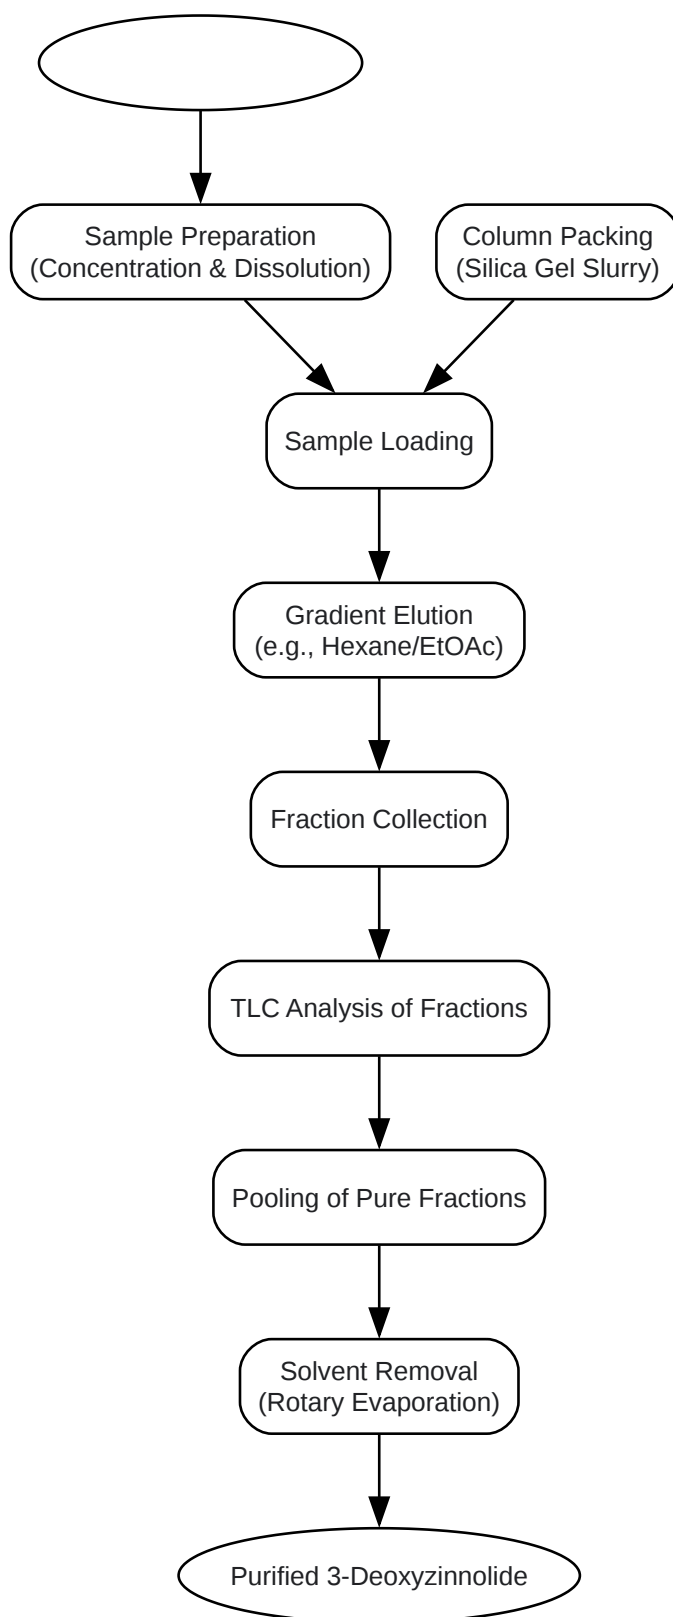 Sample Preparation
(Concentration & Dissolution)
Column Packing
(Silica Gel Slurry)
Sample Loading
Gradient Elution
(e.g., Hexane/EtOAc)
Fraction Collection
TLC Analysis of Fractions
Pooling of Pure Fractions
Solvent Removal
(Rotary Evaporation)
Purified 3-Deoxyzinnolide